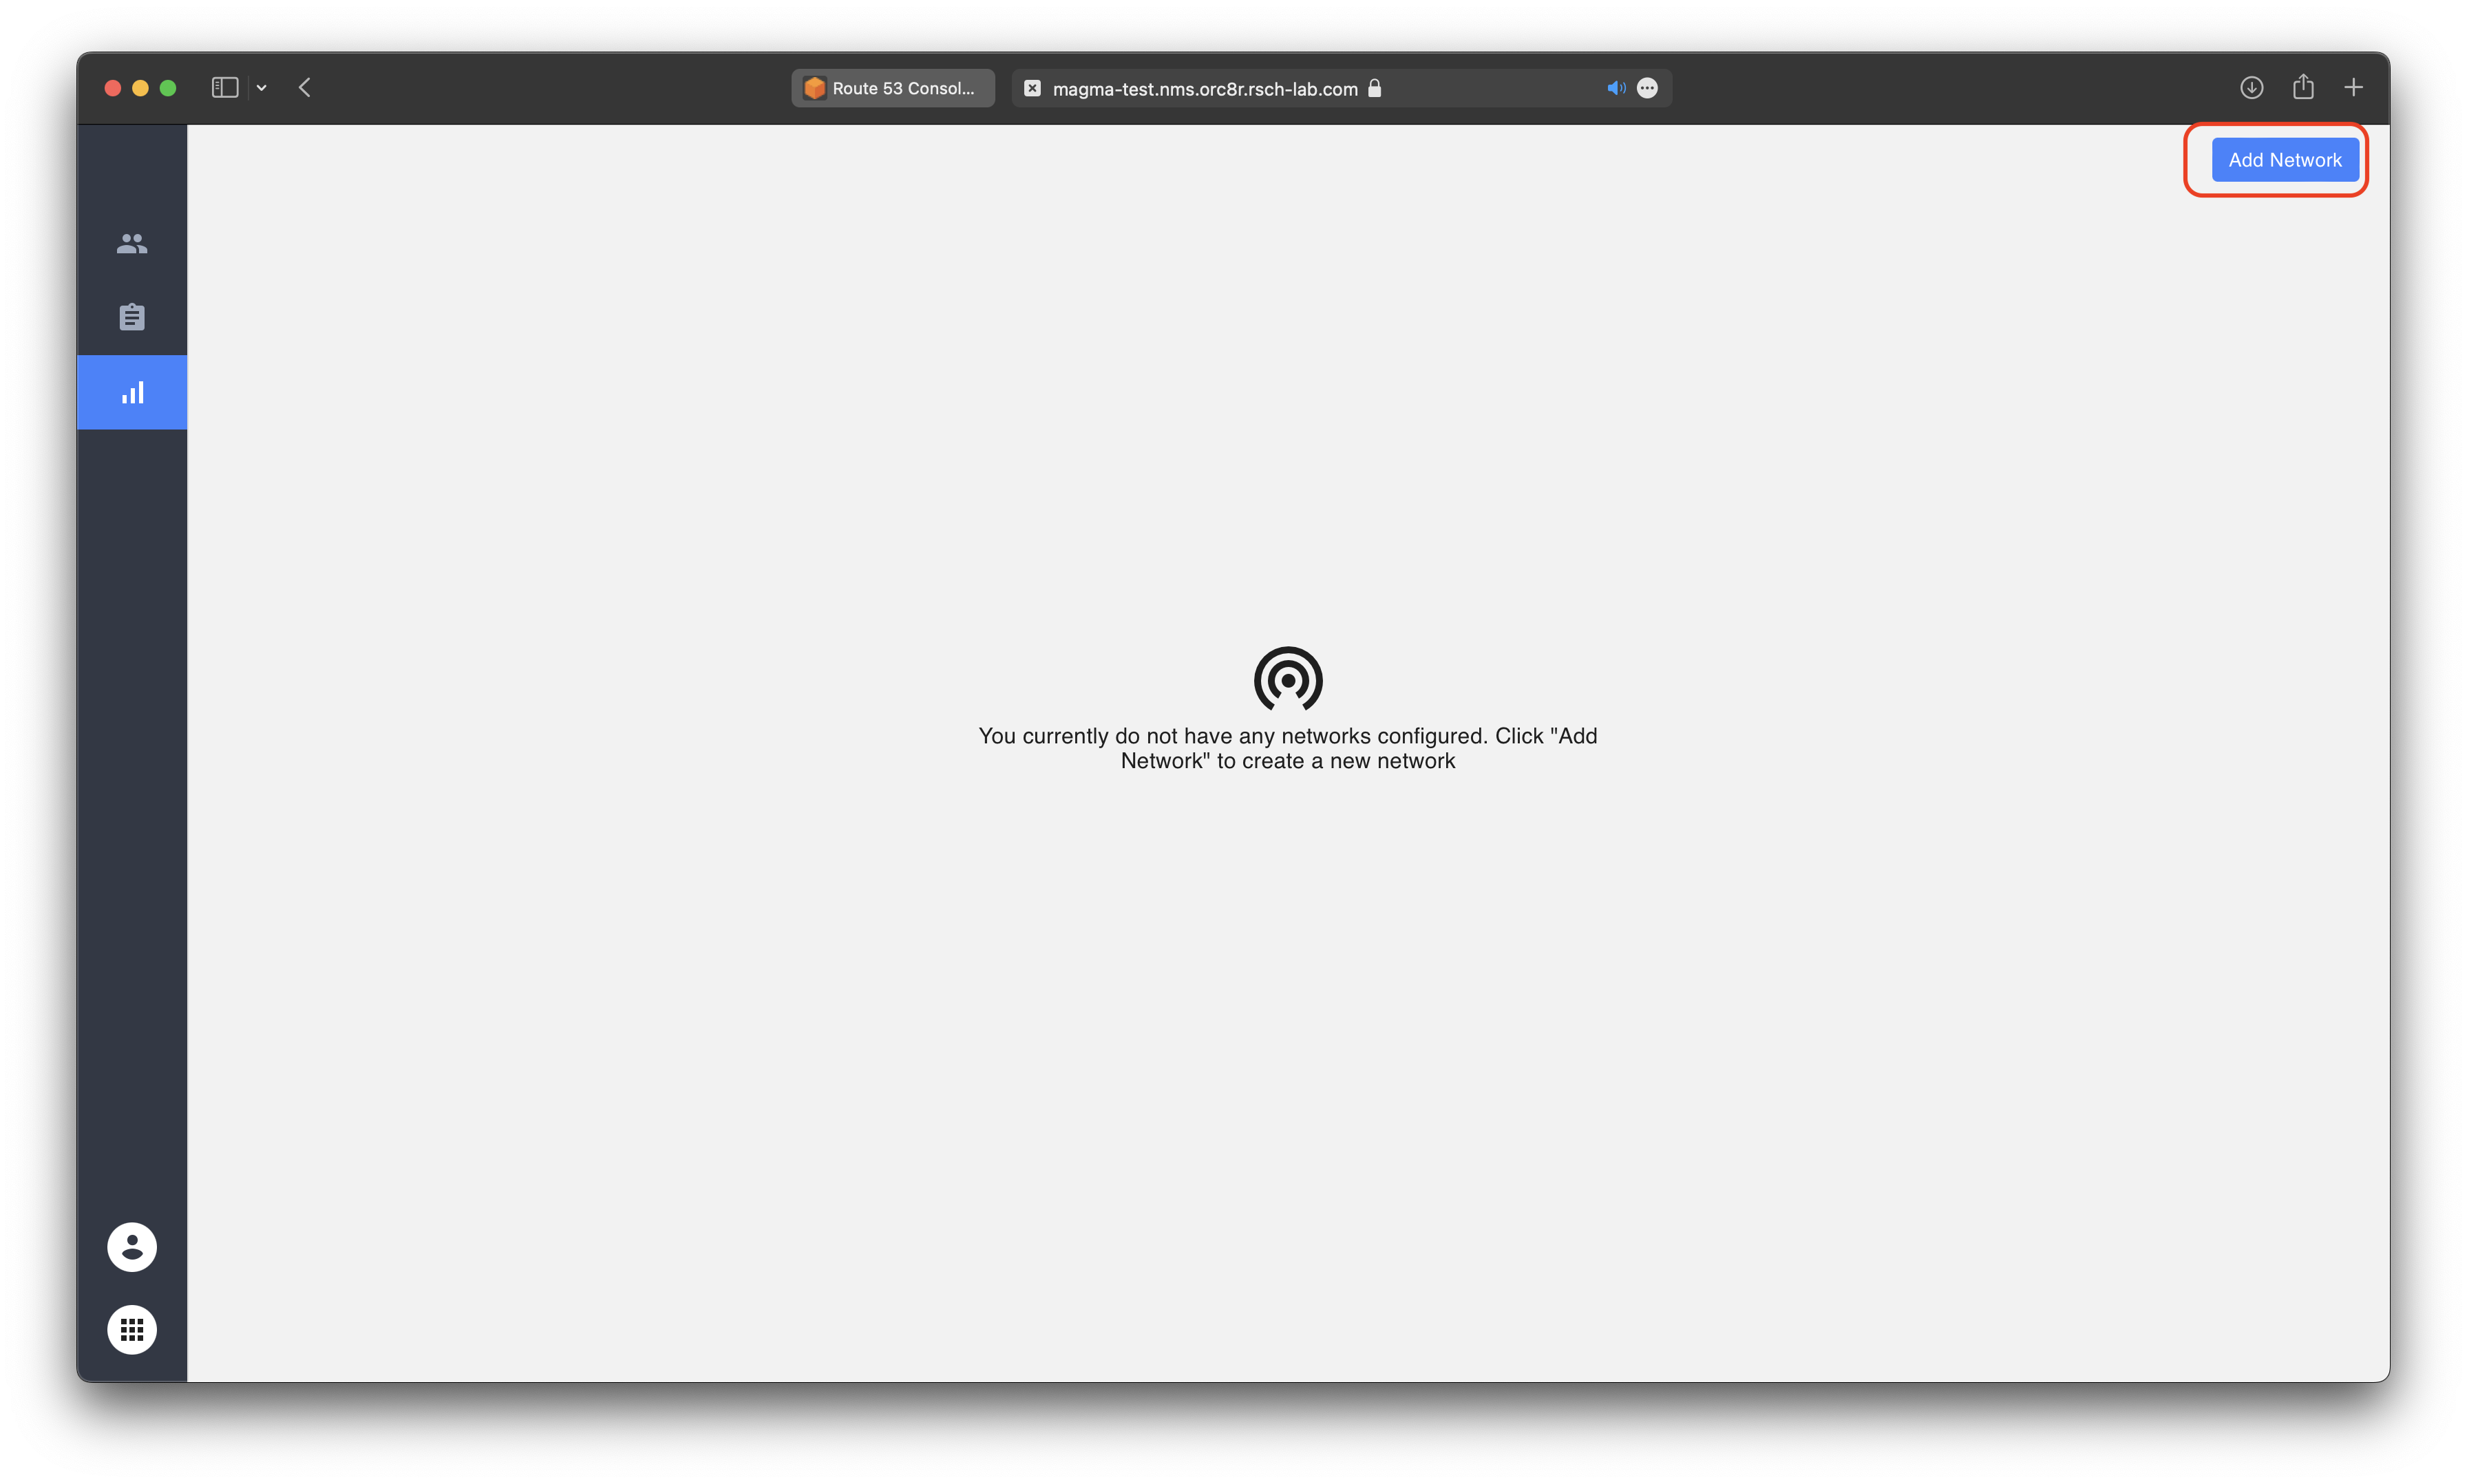 Route 53 Consol...
magma-test.nms.orc8r.rsch-lab.com
Add Network
You currently do not have any networks configured. Click "Add
Network" to create a new network